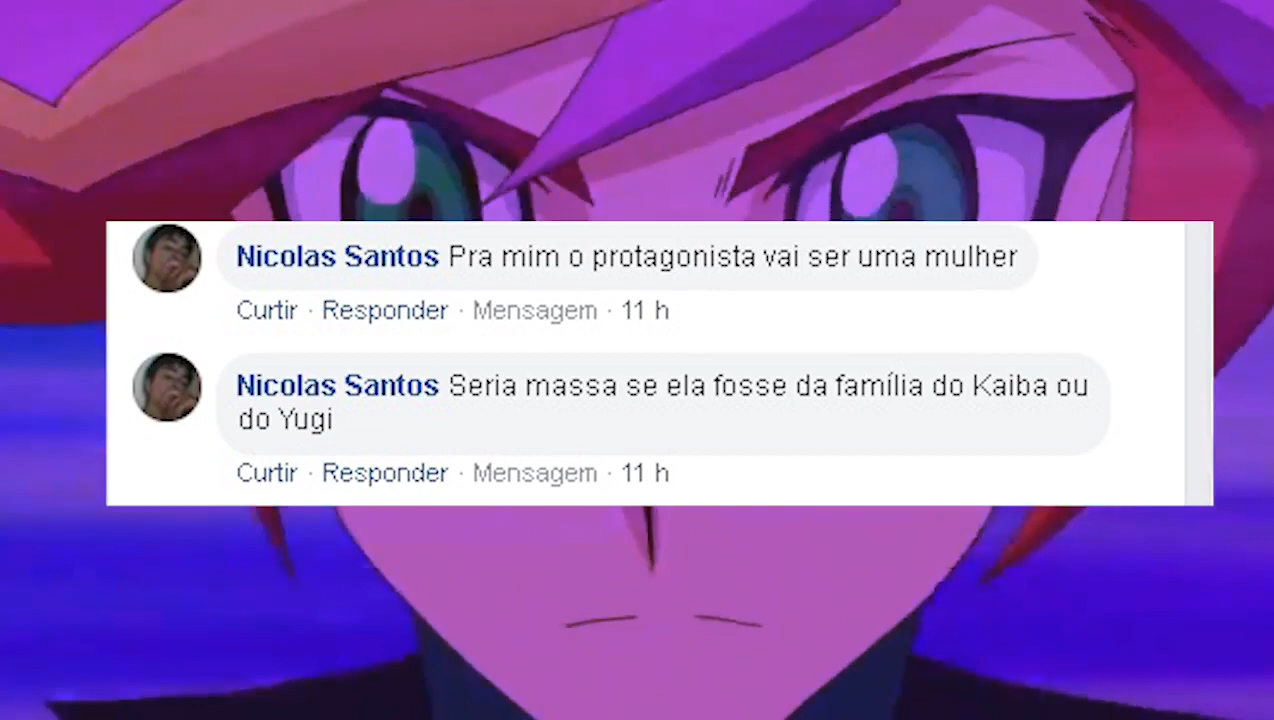 Nicolas Santos Pra mim o protagonista vai ser uma mulher
Curtir · Responder · Mensagem · 11 h
Nicolas Santos Seria massa se ela fosse da família do Kaiba ou
do Yugi
Curtir · Responder · Mensagem · 11 h